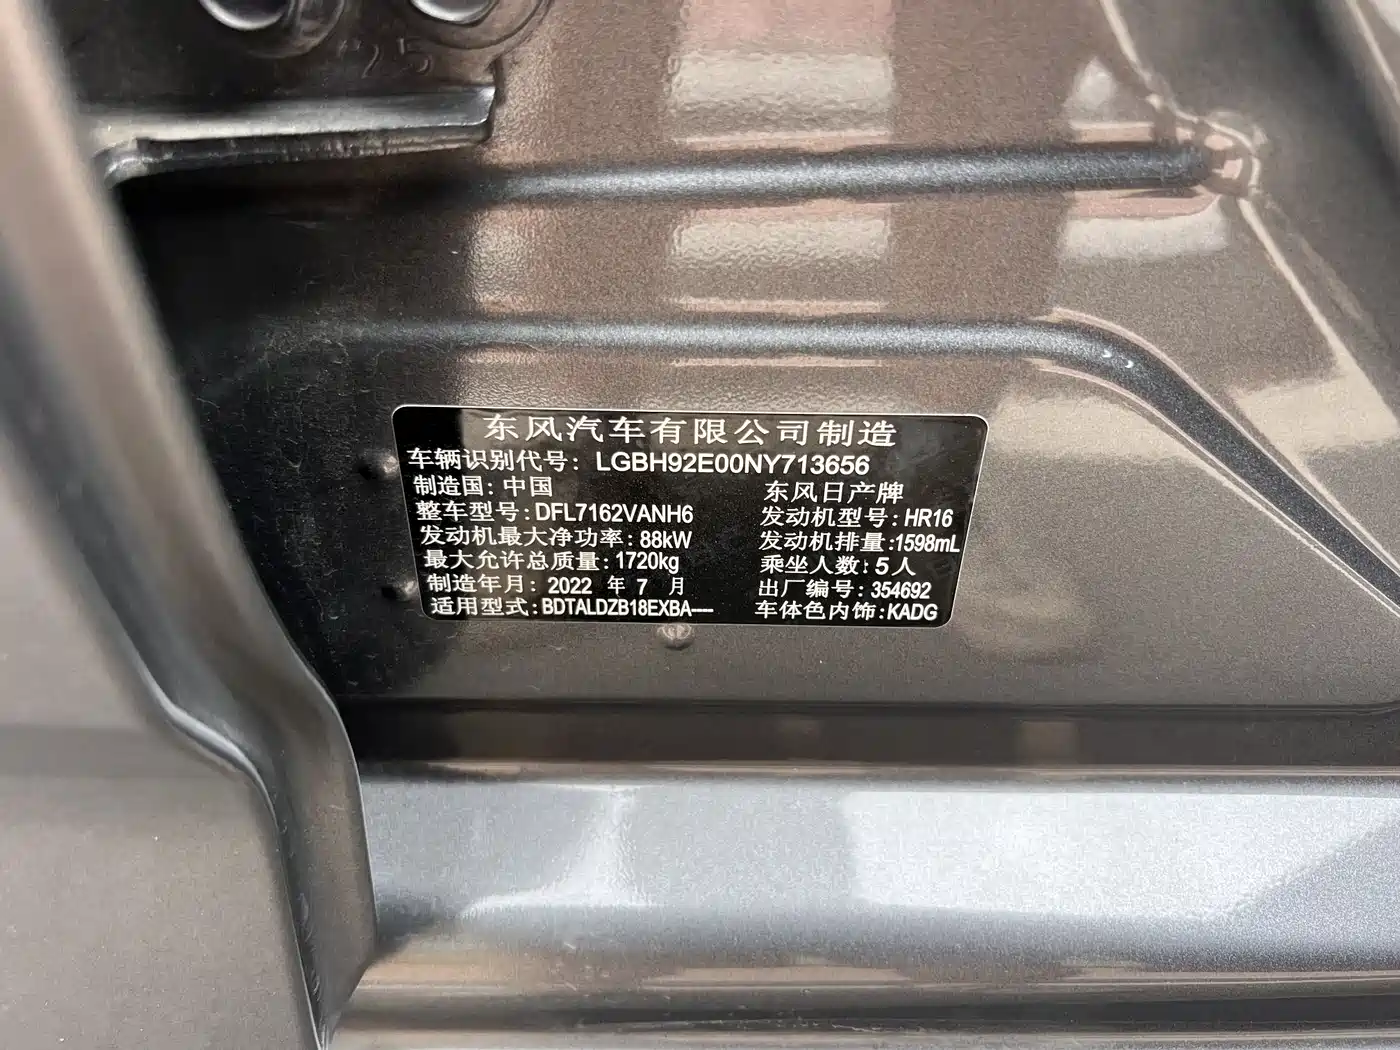 25
东风汽车有限公司制造
车辆识别代号: LGBH92E00NY713656
制造国: 中国 东风日产牌
整车型号: DFL7162VANH6 发动机型号: HR16
发动机最大净功率: 88kW 发动机排量: 1598mL
最大允许总质量: 1720kg 乘坐人数: 5人
制造年月: 2022 年 7 月 出厂编号: 354692
适用型式: BDTALDZB18EXBA---- 车体色内饰: KADG